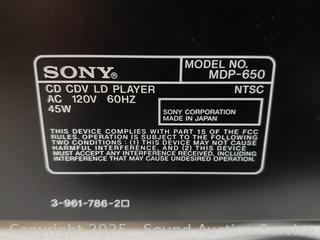 SONY®
MODEL NO.
MDP-650
CD CDV LD PLAYER
NTSC
AC 120V 60HZ
45W
SONY CORPORATION
MADE IN JAPAN
THIS DEVICE COMPLIES WITH PART 15 OF THE FCC
RULES. OPERATION IS SUBJECT TO THE FOLLOWING
TWO CONDITIONS : (1) THIS DEVICE MAY NOT CAUSE
HARMFUL INTERFERENCE, AND (2) THIS DEVICE
MUST ACCEPT ANY INTERFERENCE RECEIVED, INCLUDING
INTERFERENCE THAT MAY CAUSE UNDESIRED OPERATION.
3-961-786-2□
Copyright 2025 - Sound Auction Service